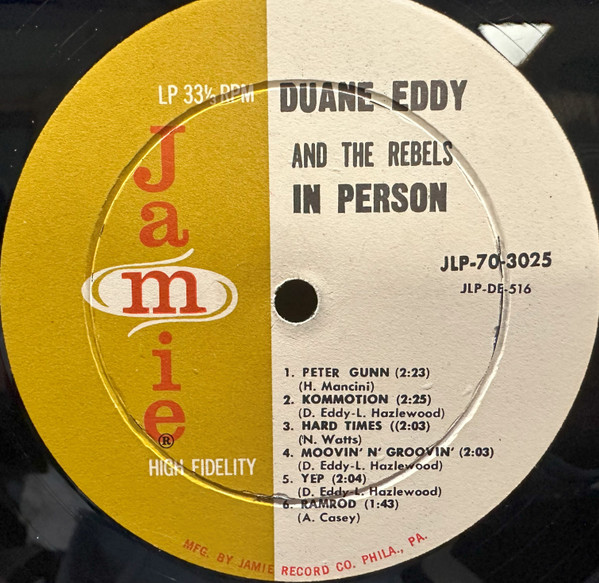 LP 33⅓ RPM
Jamie®
HIGH FIDELITY
DUANE EDDY
AND THE REBELS
IN PERSON
JLP-70-3025
JLP-DE-516
1. PETER GUNN (2:23)
(H. Mancini)
2. KOMMOTION (2:25)
(D. Eddy-L. Hazlewood)
3. HARD TIMES (2:03)
(N. Watts)
4. MOOVIN' N' GROOVIN' (2:03)
(D. Eddy-L. Hazlewood)
5. YEP (2:04)
(D. Eddy-L. Hazlewood)
6. RAMROD (1:43)
(A. Casey)
MFG. BY JAMIE RECORD CO. PHILA., PA.